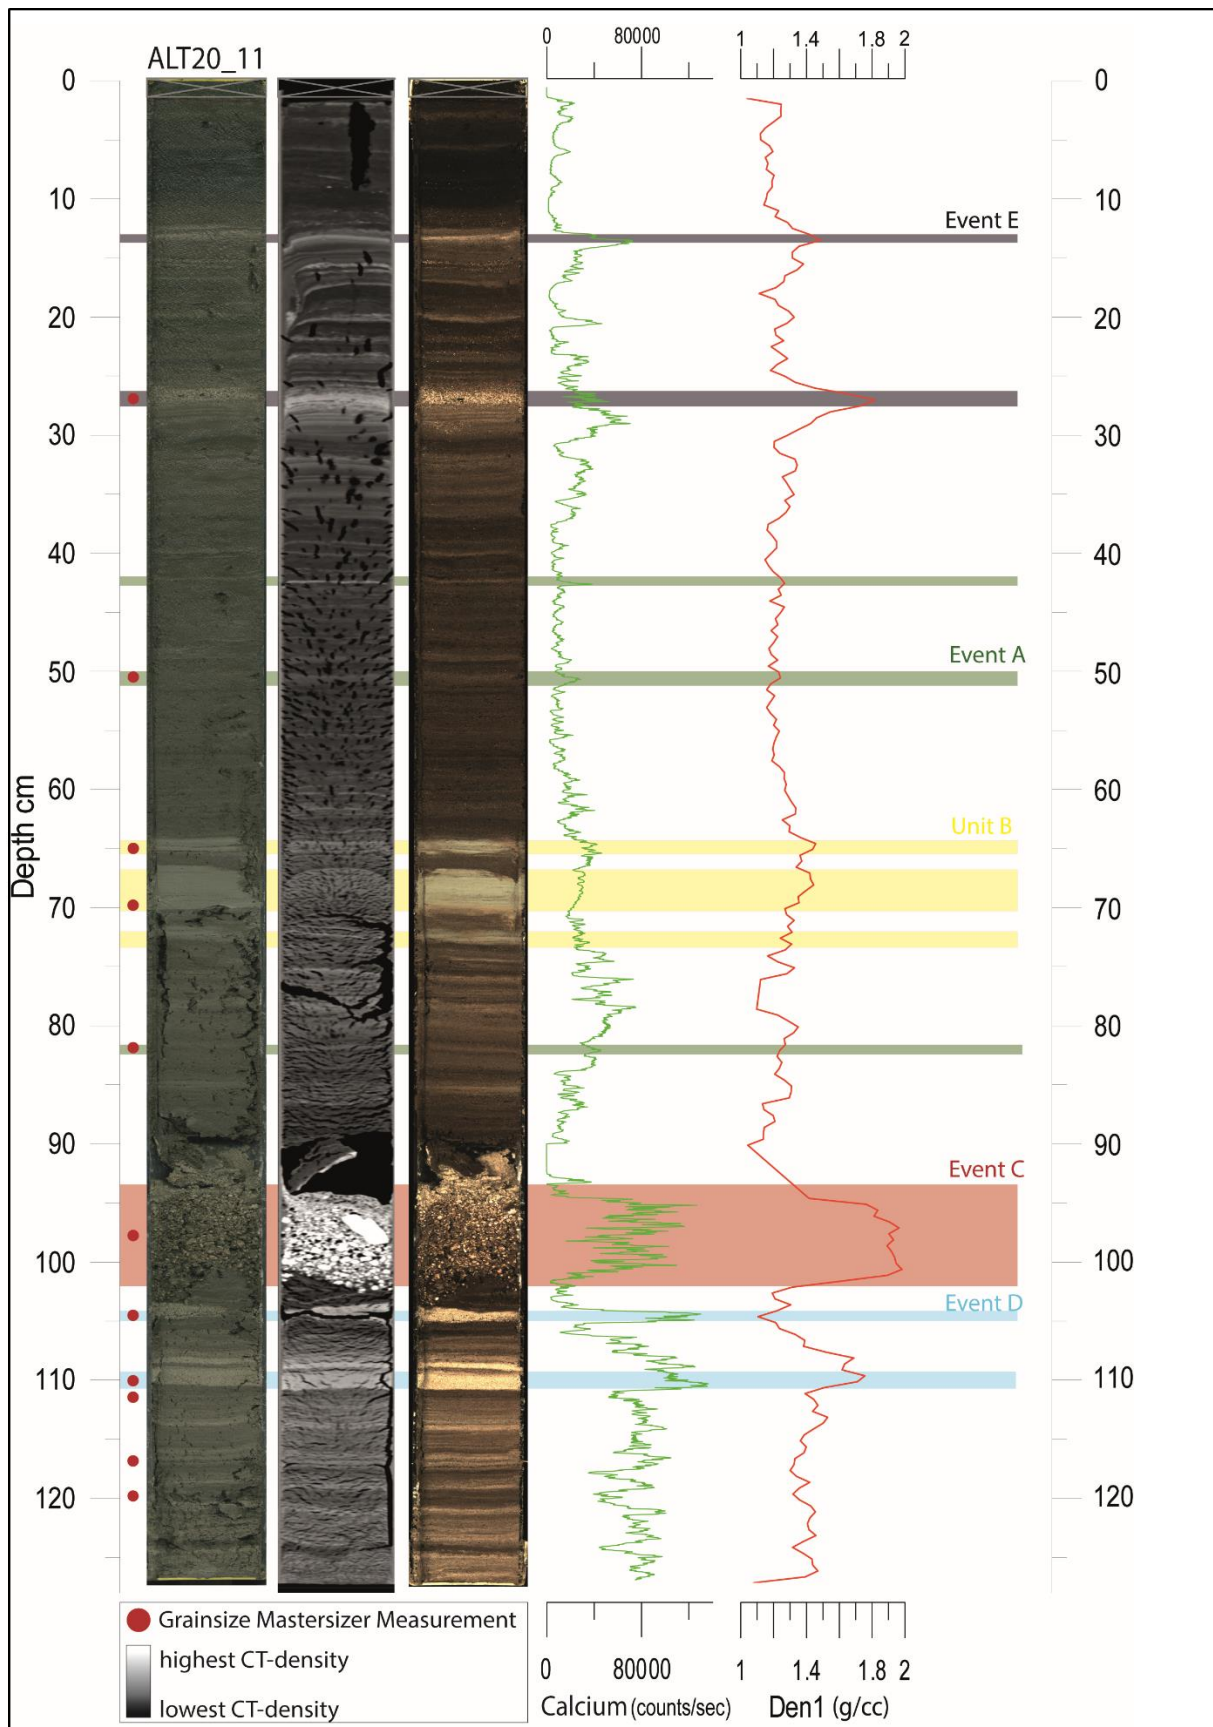 ALT20_11
0 80000
1 1.4 1.8 2
0 0
10 10
Event E
20 20
30 30
40 40
Event A
50 50
60 60
Unit B
Depth cm
70 70
80 80
90 90
Event C
100 100
Event D
110 110
120 120
Grainsize Mastersizer Measurement
highest CT-density
lowest CT-density
0 80000
1 1.4 1.8 2
Calcium (counts/sec) Den1 (g/cc)